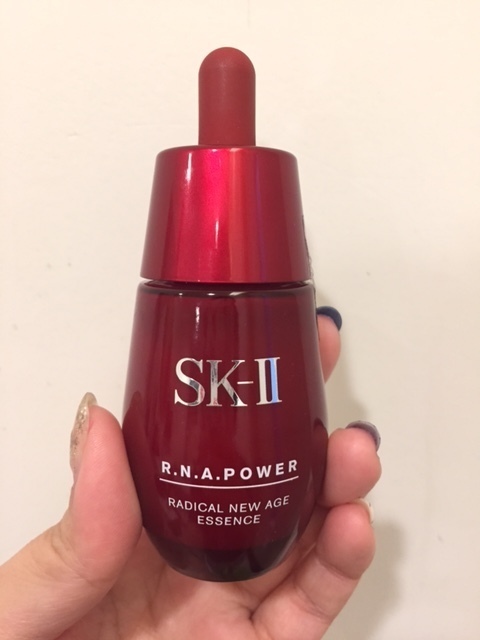 SK-II
R.N.A.POWER
RADICAL NEW AGE
ESSENCE